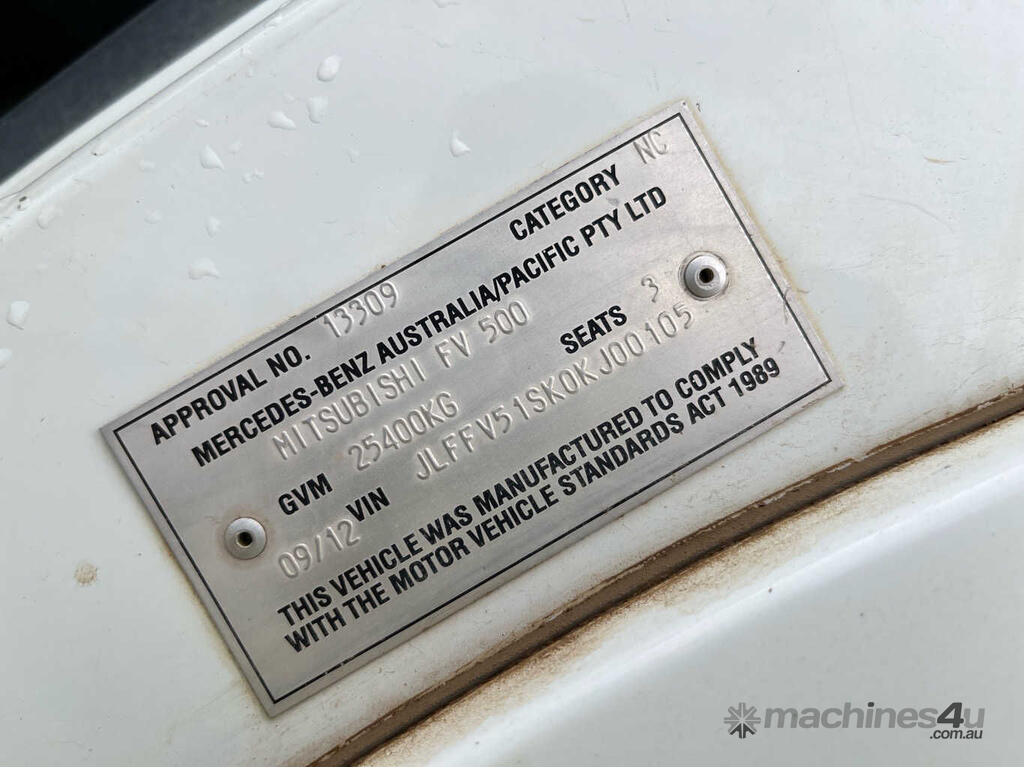 APPROVAL NO. 13309 CATEGORY NC
MERCEDES-BENZ AUSTRALIA/PACIFIC PTY LTD
MITSUBISHI FV 500
GVM 25400KG SEATS 3
09/12 VIN JLFFV51SK0KJ00105
THIS VEHICLE WAS MANUFACTURED TO COMPLY
WITH THE MOTOR VEHICLE STANDARDS ACT 1989
machines4u
.com.au